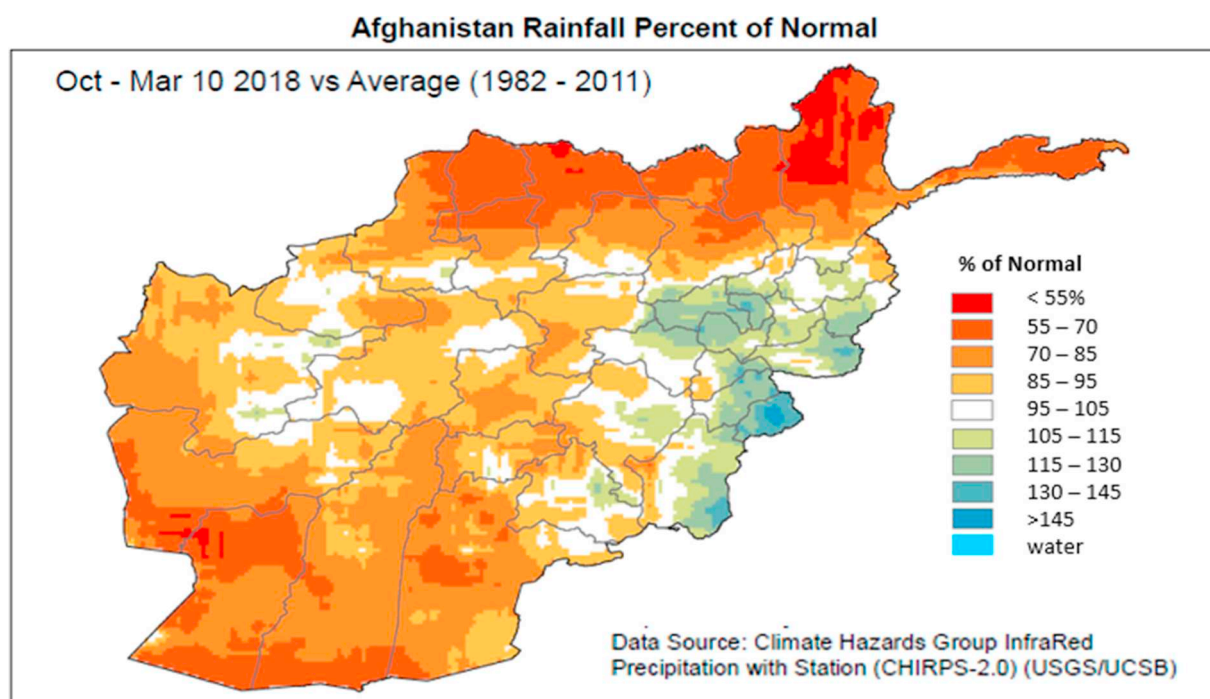 Afghanistan Rainfall Percent of Normal
Oct - Mar 10 2018 vs Average (1982 - 2011)
% of Normal
< 55%
55 – 70
70 – 85
85 – 95
95 – 105
105 – 115
115 – 130
130 – 145
>145
water
Data Source: Climate Hazards Group InfraRed
Precipitation with Station (CHIRPS-2.0) (USGS/UCSB)